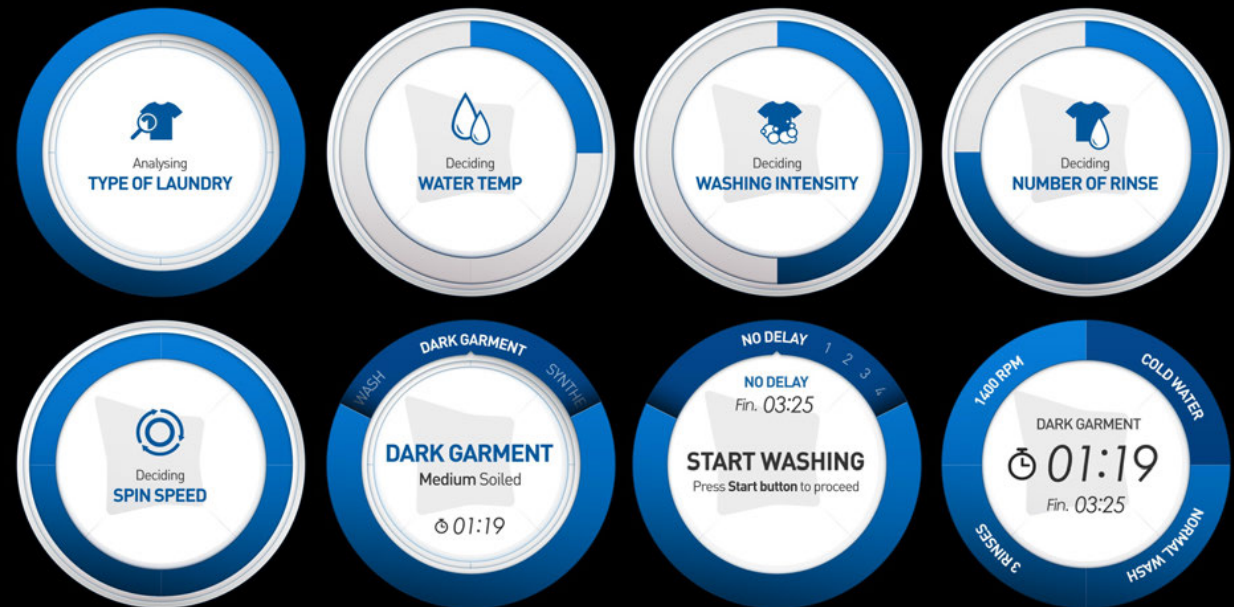 Analysing
TYPE OF LAUNDRY
Deciding
WATER TEMP
Deciding
WASHING INTENSITY
Deciding
NUMBER OF RINSE
Deciding
SPIN SPEED
WASH
DARK GARMENT
SYNTHE
DARK GARMENT
Medium Soiled
01:19
NO DELAY 1 2 3 4
NO DELAY
Fin. 03:25
START WASHING
Press Start button to proceed
1400 RPM
COLD WATER
DARK GARMENT
01:19
Fin. 03:25
3 RINSES
NORMAL WASH